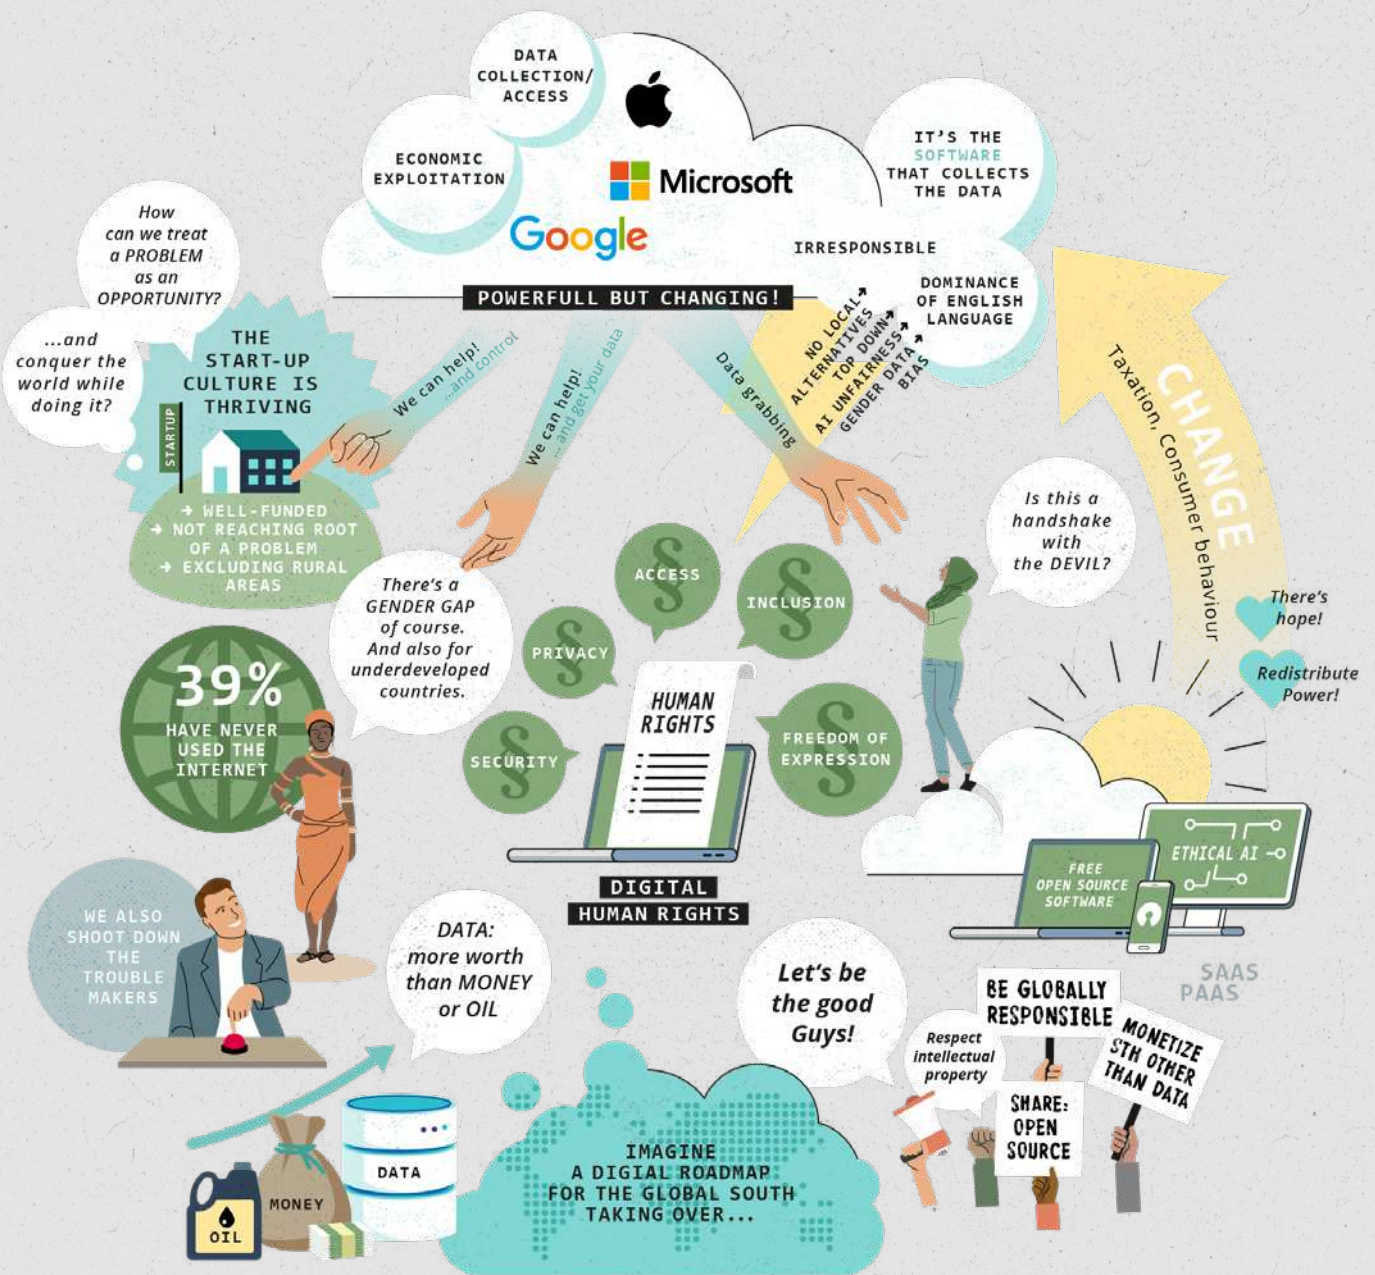 DATA
COLLECTION/
ACCESS
ECONOMIC
EXPLOITATION
Microsoft
Google
IT'S THE
SOFTWARE
THAT COLLECTS
THE DATA
IRRESPONSIBLE
DOMINANCE
OF ENGLISH
LANGUAGE
POWERFULL BUT CHANGING!
How
can we treat
a PROBLEM
as an
OPPORTUNITY?
...and
conquer the
world while
doing it?
THE
START-UP
CULTURE IS
THRIVING
STARTUP
→ WELL-FUNDED
→ NOT REACHING ROOT
OF A PROBLEM
→ EXCLUDING RURAL
AREAS
We can help!
...and control
We can help!
... and get your data
Data grabbing
NO LOCAL
ALTERNATIVES
TOP DOWN
AI UNFAIRNESS
GENDER DATA
BIAS
CHANGE
Taxation, Consumer behaviour
Is this a
handshake
with
the DEVIL?
There's
hope!
Redistribute
Power!
There's a
GENDER GAP
of course.
And also for
underdeveloped
countries.
39%
HAVE NEVER
USED THE
INTERNET
§
ACCESS
§
INCLUSION
§
PRIVACY
§
SECURITY
§
FREEDOM OF
EXPRESSION
HUMAN
RIGHTS
DIGITAL
HUMAN RIGHTS
ETHICAL AI
FREE
OPEN SOURCE
SOFTWARE
SAAS
PAAS
WE ALSO
SHOOT DOWN
THE
TROUBLE
MAKERS
DATA:
more worth
than MONEY
or OIL
OIL
MONEY
DATA
IMAGINE
A DIGIAL ROADMAP
FOR THE GLOBAL SOUTH
TAKING OVER...
Let's be
the good
Guys!
Respect
intellectual
property
BE GLOBALLY
RESPONSIBLE
MONETIZE
STH OTHER
THAN DATA
SHARE:
OPEN
SOURCE